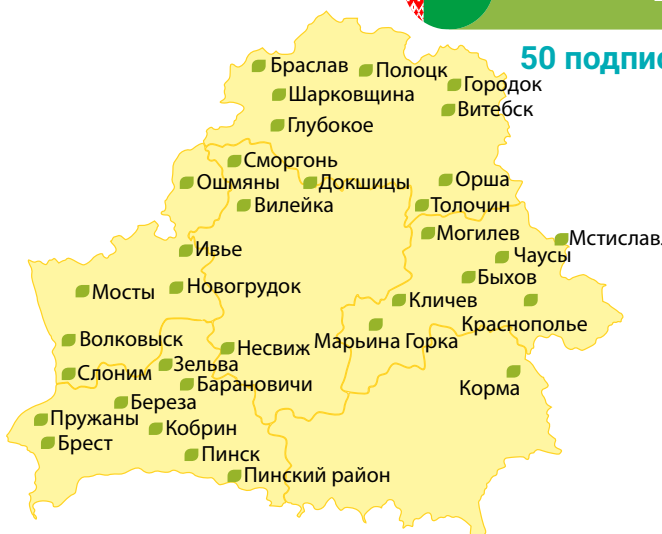 50 подпис
Браслав
Полоцк
Городок
Шарковщина
Витебск
Глубокое
Сморгонь
Ошмяны
Докшицы
Орша
Вилейка
Толочин
Могилев
Мстислав
Ивье
Чаусы
Быхов
Мосты
Новогрудок
Кличев
Краснополье
Волковыск
Несвиж
Марьина Горка
Слоним
Зельва
Барановичи
Корма
Береза
Пружаны
Кобрин
Брест
Пинск
Пинский район